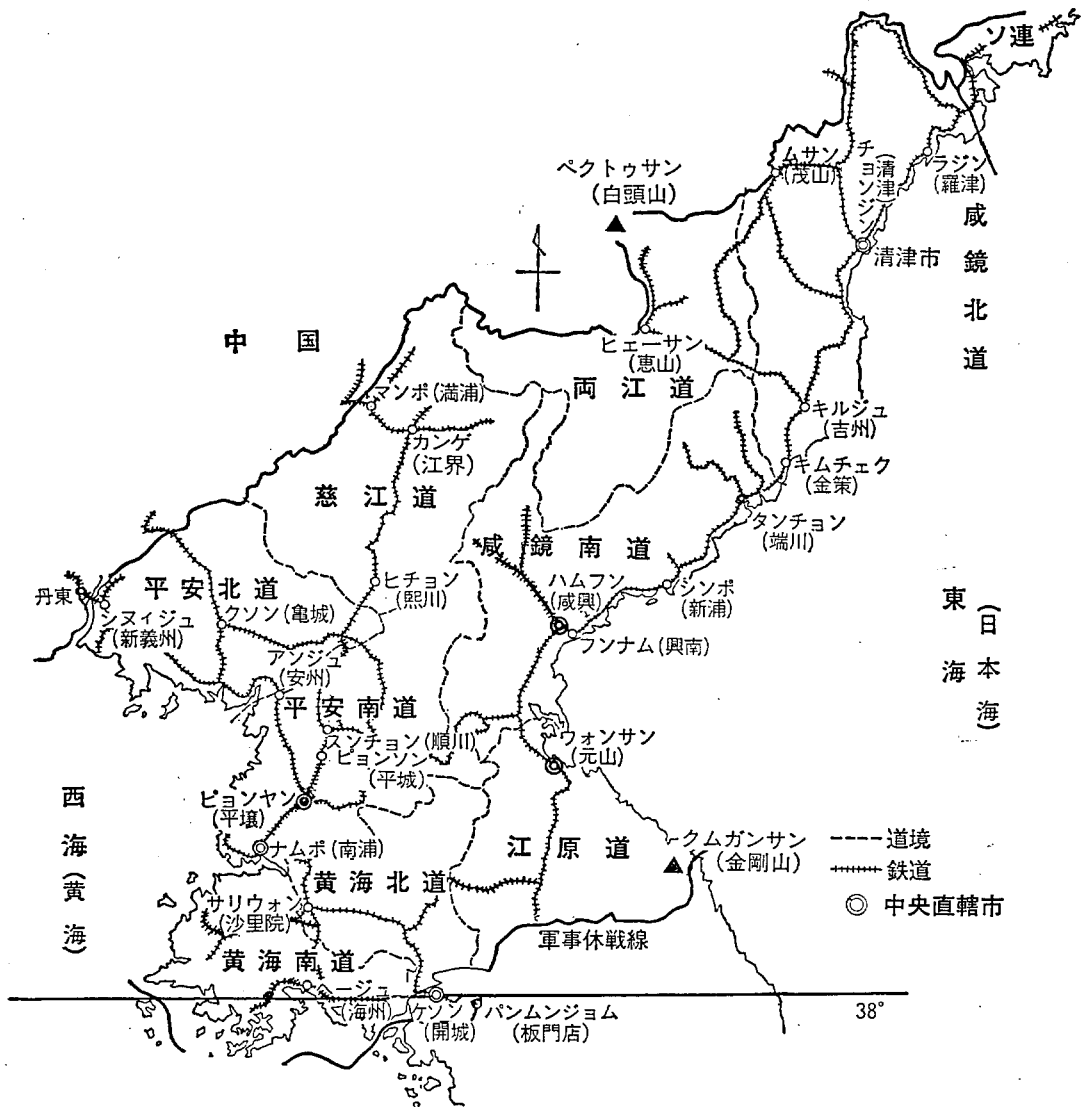 ソ連
ペクトゥサン
(白頭山)
ムサン
(茂山)
チョンジン
(清津)
ラジン
(羅津)
咸鏡北道
清津市
中国
ヒェーサン
(恵山)
両江道
マンポ(満浦)
カンゲ
(江界)
キルジュ
(吉州)
キムチェク
(金策)
慈江道
タンチョン
(端川)
咸鏡南道
平安北道
ヒチョン
(熙川)
ハムフン
(咸興)
シンポ
(新浦)
丹東
シヌィジュ
(新義州)
クソン(亀城)
フンナム(興南)
東海
(日本海)
アンジュ
(安州)
平安南道
スンチョン(順川)
ピョンソン
(平城)
ウォンサン
(元山)
西海(黄海)
ピョンヤン
(平壌)
ナムポ(南浦)
江原道
クムガンサン
(金剛山)
道境
鉄道
中央直轄市
黄海北道
サリウォン
(沙里院)
軍事休戦線
黄海南道
ージュ
(海州)
ケソン
(開城)
パンムンジョム
(板門店)
38°